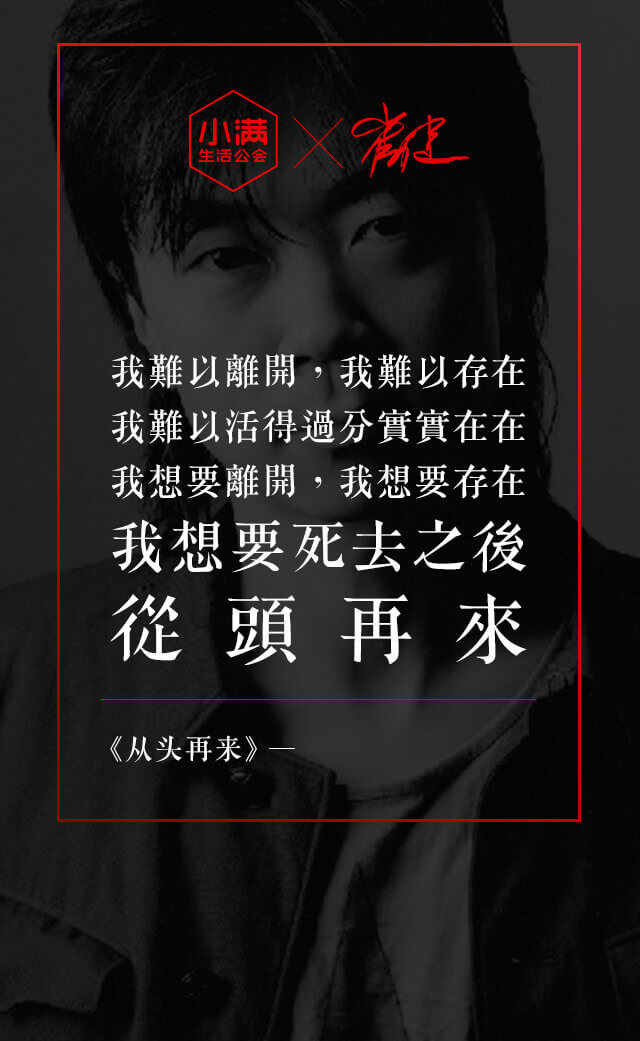 小满
生活公会
崔健
我難以離開，我難以存在
我難以活得過分實實在在
我想要離開，我想要存在
我想要死去之後
從頭再來
《从头再来》—